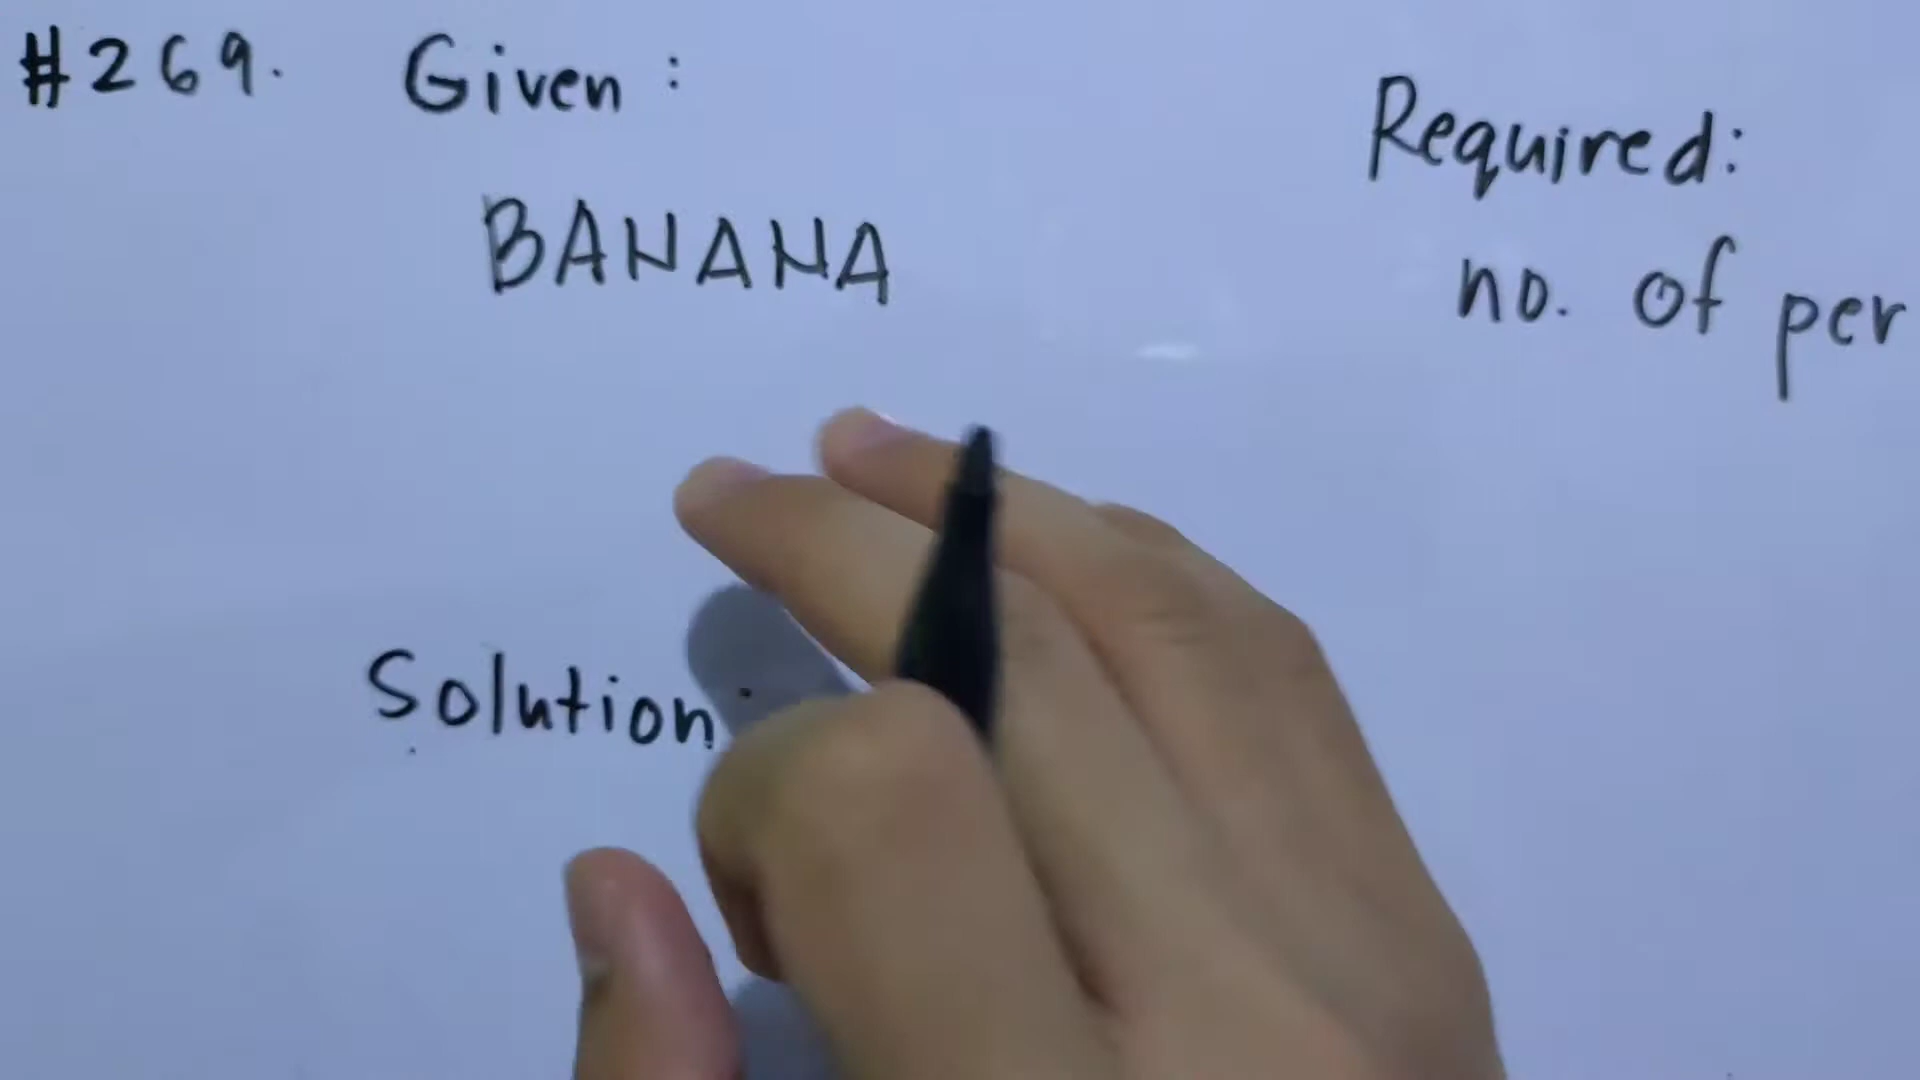 #269. Given:
Required:
BANANA
no. of per
Solution: